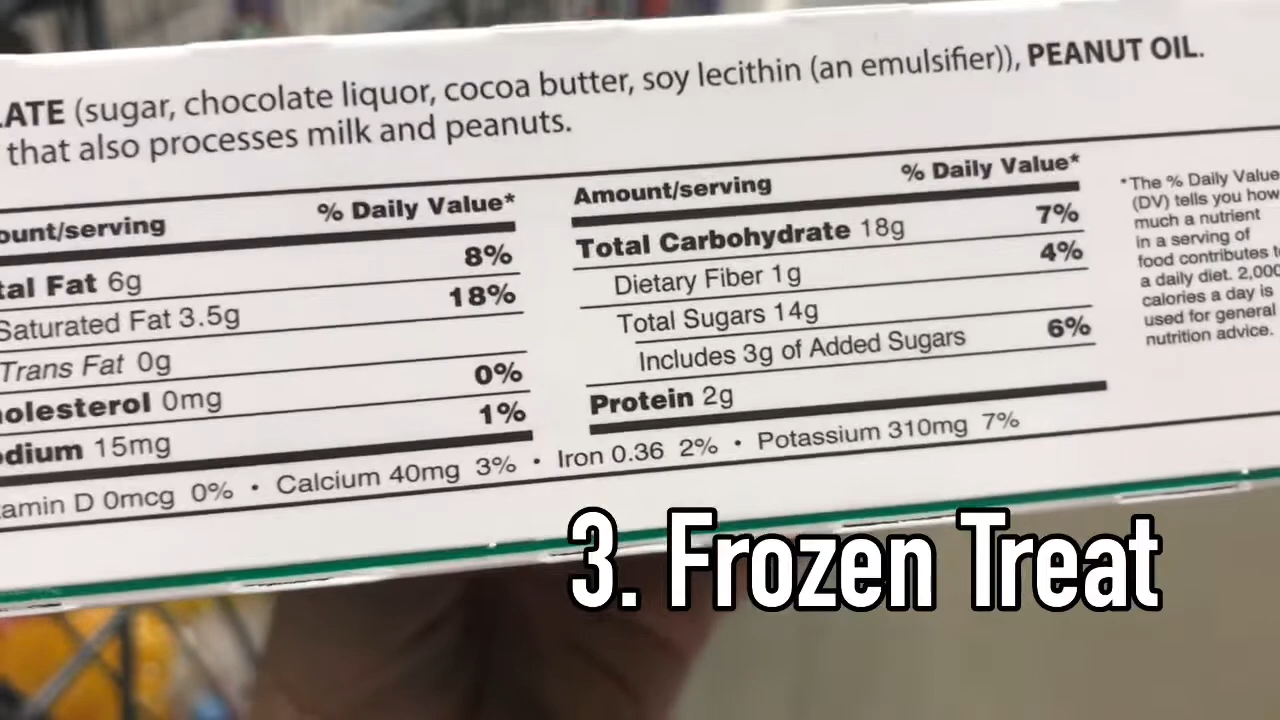 ATE (sugar, chocolate liquor, cocoa butter, soy lecithin (an emulsifier)), PEANUT OIL.
that also processes milk and peanuts.
ount/serving % Daily Value*
tal Fat 6g 8%
Saturated Fat 3.5g 18%
Trans Fat 0g
olesterol 0mg 0%
dium 15mg 1%
Amount/serving % Daily Value*
Total Carbohydrate 18g 7%
Dietary Fiber 1g 4%
Total Sugars 14g
Includes 3g of Added Sugars 6%
Protein 2g
amin D 0mcg 0% • Calcium 40mg 3% • Iron 0.36 2% • Potassium 310mg 7%
*The % Daily Value
(DV) tells you how
much a nutrient
in a serving of
food contributes t
a daily diet. 2,000
calories a day is
used for general
nutrition advice.
3. Frozen Treat